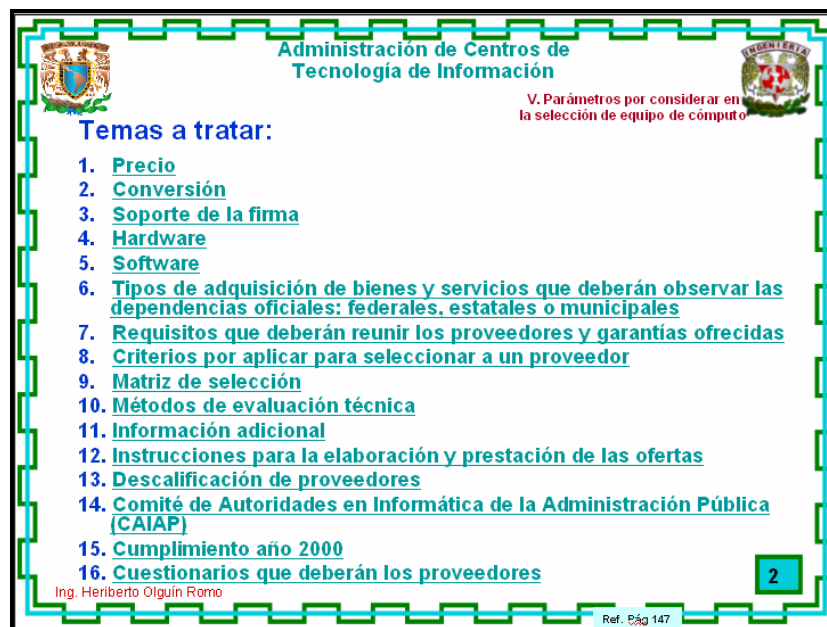 Administración de Centros de
Tecnología de Información
INGENIERIA
V. Parámetros por considerar en
la selección de equipo de cómputo
Temas a tratar:
1. Precio
2. Conversión
3. Soporte de la firma
4. Hardware
5. Software
6. Tipos de adquisición de bienes y servicios que deberán observar las
dependencias oficiales: federales, estatales o municipales
7. Requisitos que deberán reunir los proveedores y garantías ofrecidas
8. Criterios por aplicar para seleccionar a un proveedor
9. Matriz de selección
10. Métodos de evaluación técnica
11. Información adicional
12. Instrucciones para la elaboración y prestación de las ofertas
13. Descalificación de proveedores
14. Comité de Autoridades en Informática de la Administración Pública
(CAIAP)
15. Cumplimiento año 2000
16. Cuestionarios que deberán los proveedores
2
Ing. Heriberto Olguín Romo
Ref. Pág 147